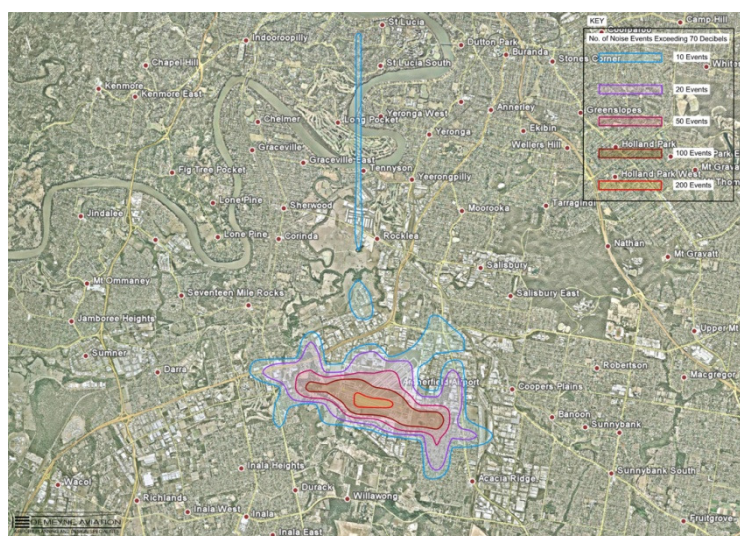 St Lucia
KEY
Camp Hill
Indooroopilly
Dutton Park
No. of Noise Events Exceeding 70 Decibels
Buranda
Chapel Hill
St Lucia South
Stones Corner
10 Events
Kenmore
Kenmore East
20 Events
Yeronga West
Annerley
Greenslopes
Chelmer
Long Pocket
50 Events
Yeronga
Ekibin
Graceville
Wellers Hill
Holland Park
100 Events
Graceville East
Fig Tree Pocket
Tennyson
Mt Gravatt
Yeerongpilly
Holland Park West
200 Events
Lone Pine
Sherwood
Jindalee
Moorooka
Tarragindi
Lone Pine
Corinda
Rocklea
Nathan
Mt Gravatt
Salisbury
Mt Ommaney
Seventeen Mile Rocks
Salisbury East
Jamboree Heights
Upper Mt
Sumner
Darra
Robertson
Macgregor
Airport
Coopers Plains
Banoon
Sunnybank
Inala Heights
Sunnybank South
Wacol
Durack
Acacia Ridge
Richlands
Willawong
Inala West
Inala
Fruitgrove
Inala East